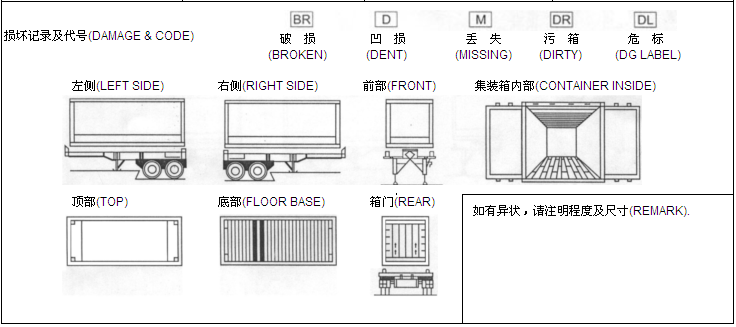 BR D M DR DL
损坏记录及代号(DAMAGE & CODE) 破 损 凹 损 丢 失 污 箱 危 标
(BROKEN) (DENT) (MISSING) (DIRTY) (DG LABEL)
左侧(LEFT SIDE) 右侧(RIGHT SIDE) 前部(FRONT) 集装箱内部(CONTAINER INSIDE)
顶部(TOP) 底部(FLOOR BASE) 箱门(REAR)
如有异状，请注明程度及尺寸(REMARK).